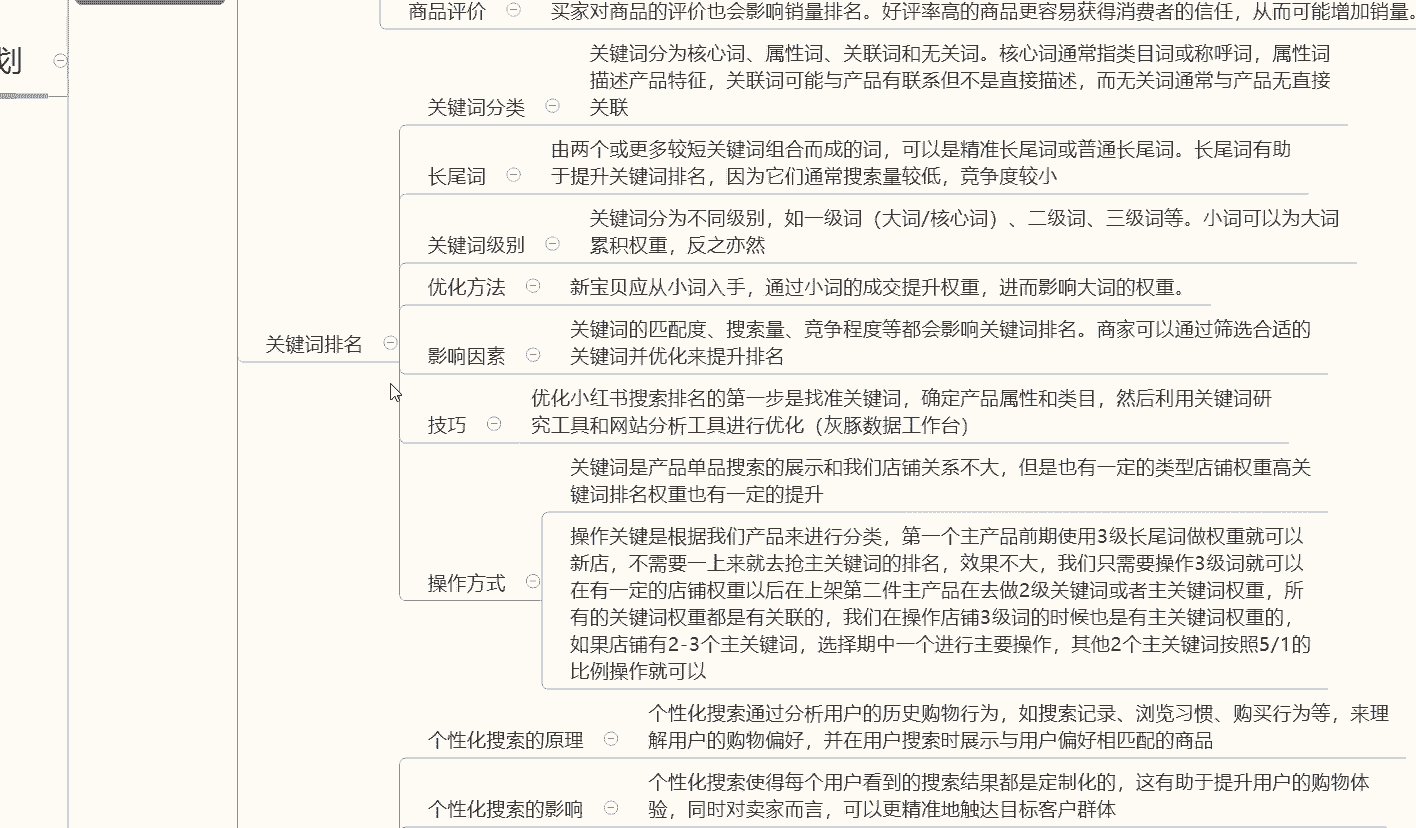 商品评价
买家对商品的评价也会影响销量排名。好评率高的商品更容易获得消费者的信任，从而可能增加销量。
划
关键词分为核心词、属性词、关联词和无关词。核心词通常指类目词或称呼词，属性词
描述产品特征，关联词可能与产品有联系但不是直接描述，而无关词通常与产品无直接
关键词分类
关联
由两个或更多较短关键词组合而成的词，可以是精准长尾词或普通长尾词。长尾词有助
长尾词
于提升关键词排名，因为它们通常搜索量较低，竞争度较小
关键词分为不同级别，如一级词（大词/核心词）、二级词、三级词等。小词可以为大词
关键词级别
累积权重，反之亦然
优化方法
新宝贝应从小词入手，通过小词的成交提升权重，进而影响大词的权重。
关键词排名
关键词的匹配度、搜索量、竞争程度等都会影响关键词排名。商家可以通过筛选合适的
影响因素
关键词并优化来提升排名
优化小红书搜索排名的第一步是找准关键词，确定产品属性和类目，然后利用关键词研
技巧
究工具和网站分析工具进行优化（灰豚数据工作台）
关键词是产品单品搜索的展示和我们店铺关系不大，但是也有一定的类型店铺权重高关
键词排名权重也有一定的提升
操作方式
操作关键是根据我们产品来进行分类，第一个主产品前期使用3级长尾词做权重就可以
新店，不需要一上来就去抢主关键词的排名，效果不大，我们只需要操作3级词就可以
在有一定的店铺权重以后在上架第二件主产品在去做2级关键词或者主关键词权重，所
有的关键词权重都是有关联的，我们在操作店铺3级词的时候也是有主关键词权重的，
如果店铺有2-3个主关键词，选择期中一个进行主要操作，其他2个主关键词按照5/1的
比例操作就可以
个性化搜索通过分析用户的历史购物行为，如搜索记录、浏览习惯、购买行为等，来理
个性化搜索的原理
解用户的购物偏好，并在用户搜索时展示与用户偏好相匹配的商品
个性化搜索使得每个用户看到的搜索结果都是定制化的，这有助于提升用户的购物体
个性化搜索的影响
验，同时对卖家而言，可以更精准地触达目标客户群体